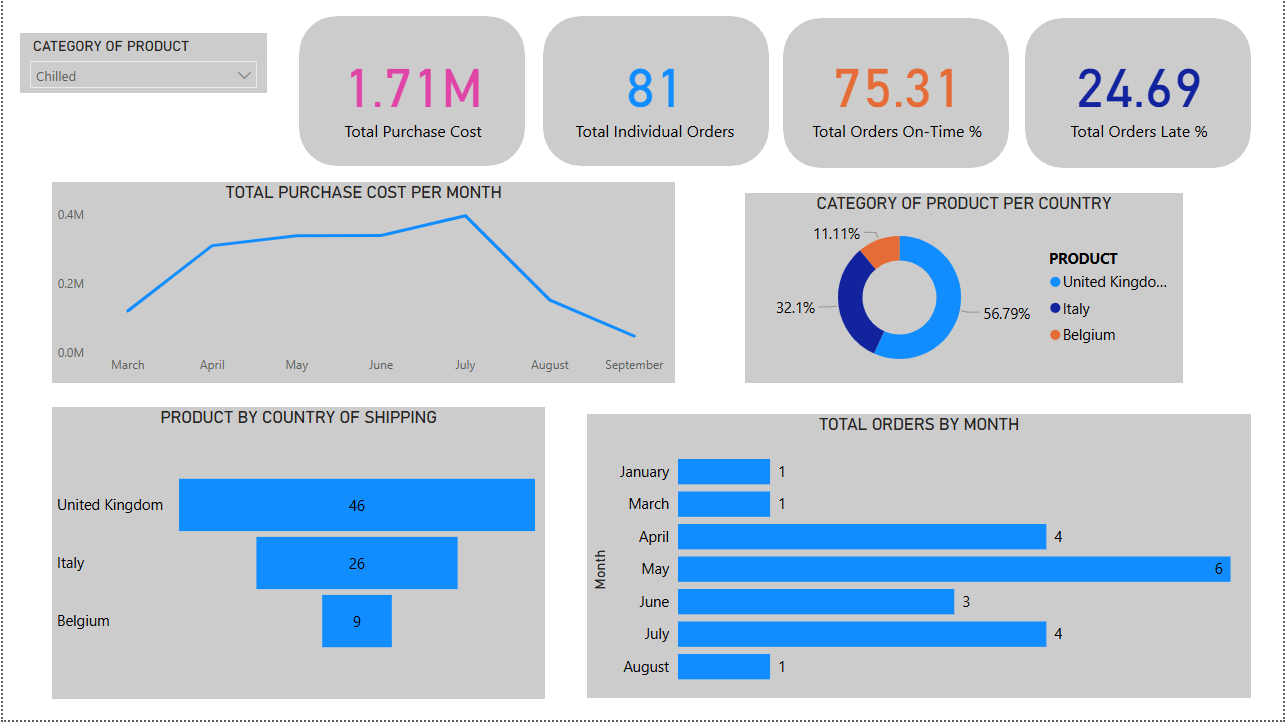 CATEGORY OF PRODUCT
Chilled
1.71M
Total Purchase Cost
81
Total Individual Orders
75.31
Total Orders On-Time %
24.69
Total Orders Late %
TOTAL PURCHASE COST PER MONTH
0.4M
0.2M
0.0M
March April May June July August September
CATEGORY OF PRODUCT PER COUNTRY
11.11%
32.1%
56.79%
PRODUCT
United Kingdo...
Italy
Belgium
PRODUCT BY COUNTRY OF SHIPPING
United Kingdom 46
Italy 26
Belgium 9
TOTAL ORDERS BY MONTH
Month
January 1
March 1
April 4
May 6
June 3
July 4
August 1